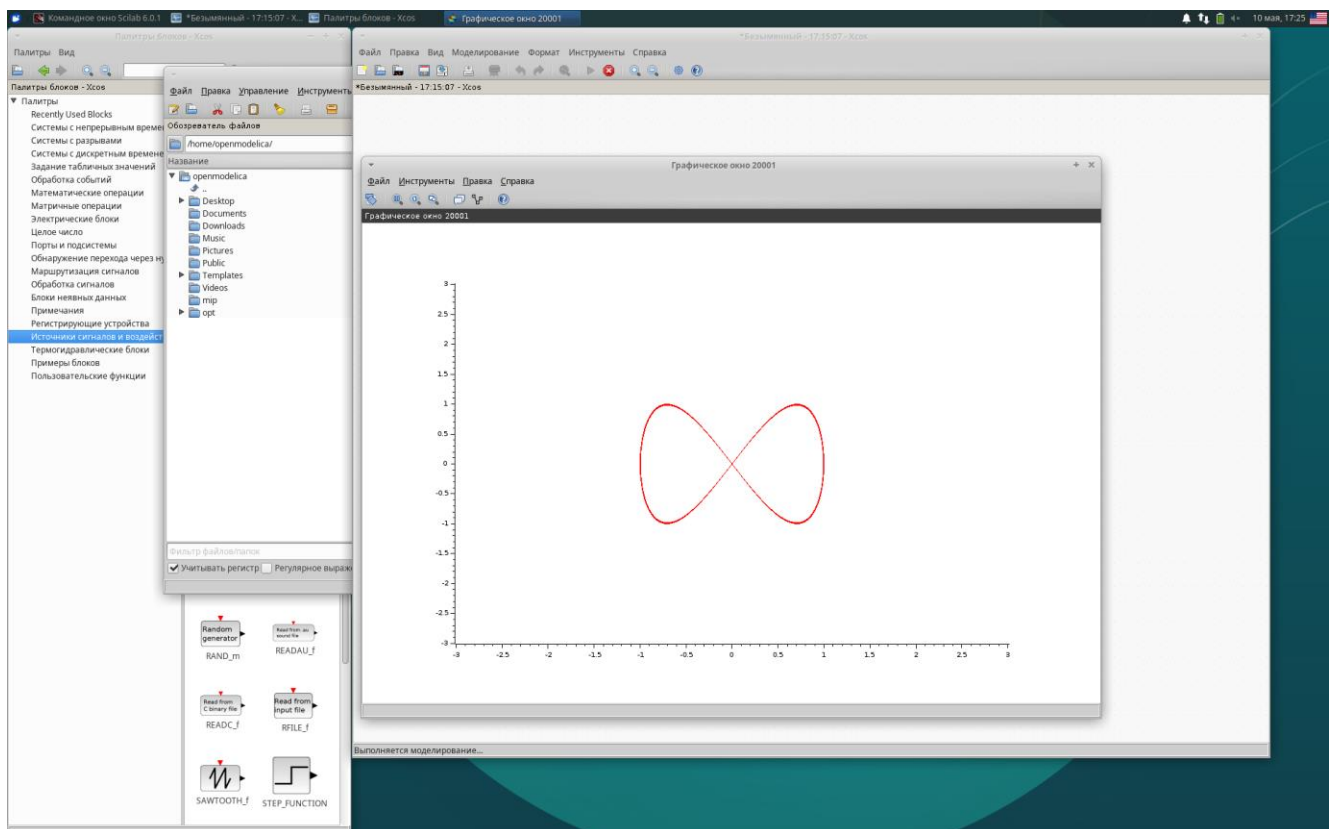 Командное окно Scilab 6.0.1
*Безымянный - 17:15:07 - X...
Палитры блоков - Xcos
Графическое окно 20001
10 мая, 17:25
Палитры блоков - Xcos
Палитры Вид
Палитры блоков - Xcos
Палитры
Recently Used Blocks
Системы с непрерывным време
Системы с разрывами
Системы с дискретным времене
Задание табличных значений
Обработка событий
Математические операции
Матричные операции
Электрические блоки
Целое число
Порты и подсистемы
Обнаружение перехода через ну
Маршрутизация сигналов
Обработка сигналов
Блоки неявных данных
Примечания
Регистрирующие устройства
Источники сигналов и воздейст
Термогидравлические блоки
Примеры блоков
Пользовательские функции
Файл Правка Управление Инструменты
Обозреватель файлов
/home/openmodelica/
Название
openmodelica
..
Desktop
Documents
Downloads
Music
Pictures
Public
Templates
Videos
mip
opt
Фильтр файлов/папок
Учитывать регистр Регулярное выраже
Random
generator
RAND_m
Read from .au
sound file
READAU_f
Read from
C binary file
READC_f
Read from
input file
RFILE_f
SAWTOOTH_f
STEP_FUNCTION
*Безымянный - 17:15:07 - Xcos
Файл Правка Вид Моделирование Формат Инструменты Справка
*Безымянный - 17:15:07 - Xcos
Графическое окно 20001
Файл Инструменты Правка Справка
Графическое окно 20001
3
2.5
2
1.5
1
0.5
0
-0.5
-1
-1.5
-2
-2.5
-3
-3 -2.5 -2 -1.5 -1 -0.5 0 0.5 1 1.5 2 2.5 3
Выполняется моделирование...